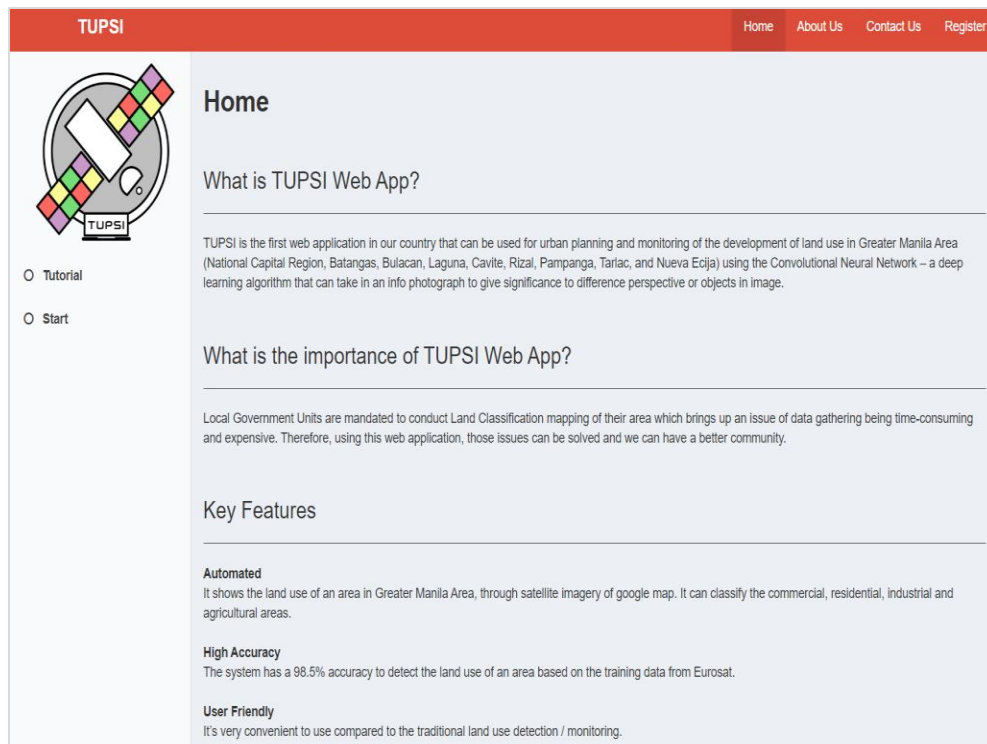 TUPSI
Home About Us Contact Us Register
TUPSI
Tutorial
Start
Home
What is TUPSI Web App?
TUPSI is the first web application in our country that can be used for urban planning and monitoring of the development of land use in Greater Manila Area
(National Capital Region, Batangas, Bulacan, Laguna, Cavite, Rizal, Pampanga, Tarlac, and Nueva Ecija) using the Convolutional Neural Network – a deep
learning algorithm that can take in an info photograph to give significance to difference perspective or objects in image.
What is the importance of TUPSI Web App?
Local Government Units are mandated to conduct Land Classification mapping of their area which brings up an issue of data gathering being time-consuming
and expensive. Therefore, using this web application, those issues can be solved and we can have a better community.
Key Features
Automated
It shows the land use of an area in Greater Manila Area, through satellite imagery of google map. It can classify the commercial, residential, industrial and
agricultural areas.
High Accuracy
The system has a 98.5% accuracy to detect the land use of an area based on the training data from Eurosat.
User Friendly
It's very convenient to use compared to the traditional land use detection / monitoring.